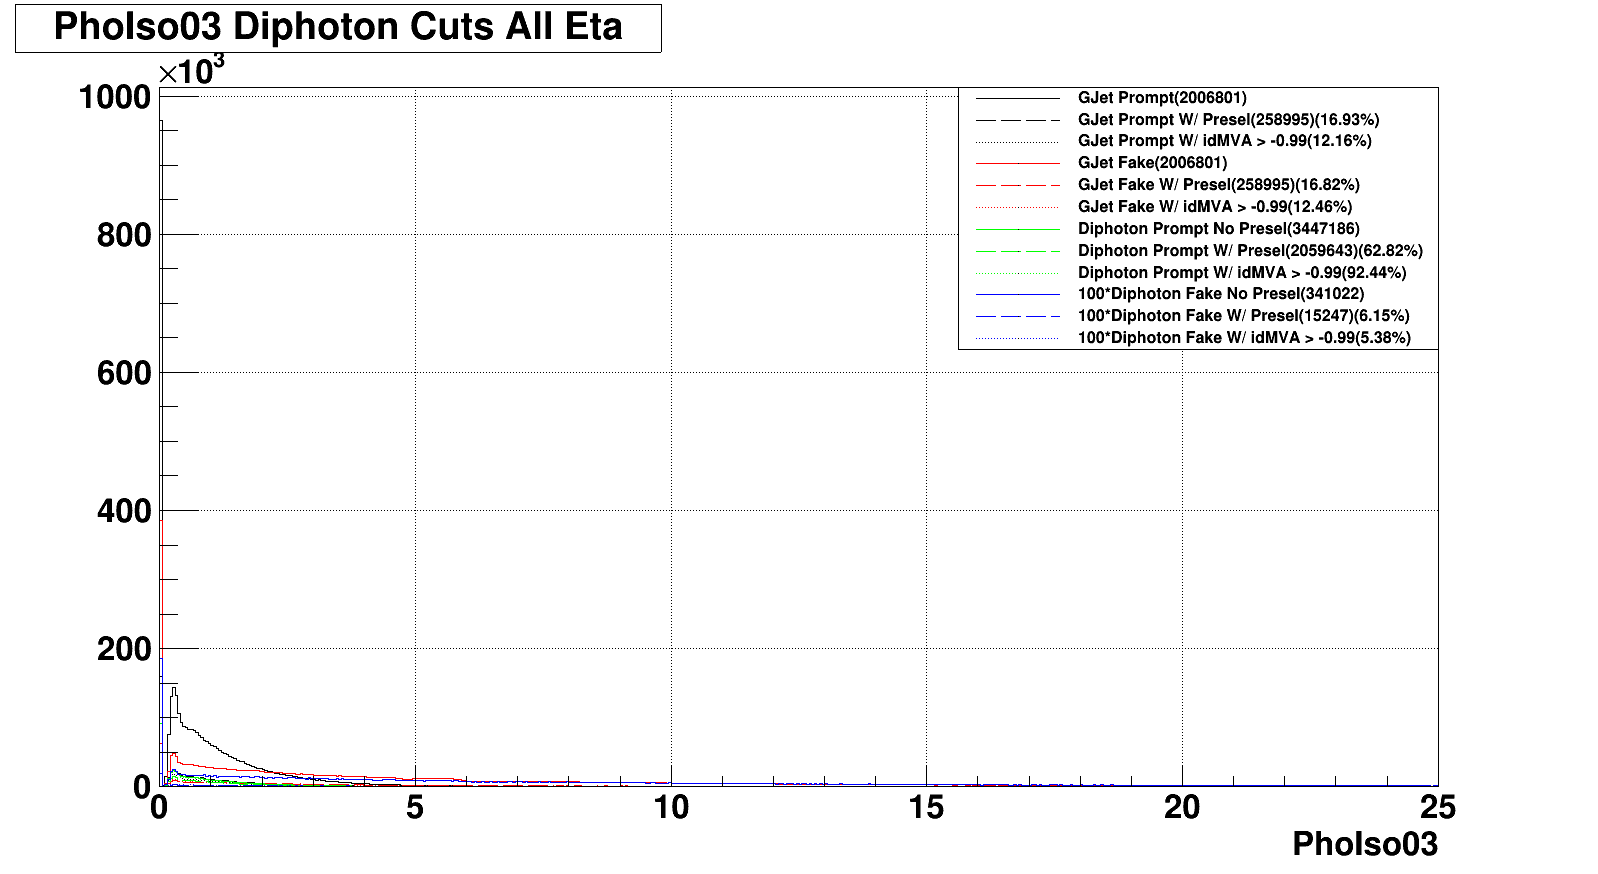 PhoIso03 Diphoton Cuts All Eta
×10³
1000
800
600
400
200
0
0 5 10 15 20 25
PhoIso03
GJet Prompt(2006801)
GJet Prompt W/ Presel(258995)(16.93%)
GJet Prompt W/ idMVA > -0.99(12.16%)
GJet Fake(2006801)
GJet Fake W/ Presel(258995)(16.82%)
GJet Fake W/ idMVA > -0.99(12.46%)
Diphoton Prompt No Presel(3447186)
Diphoton Prompt W/ Presel(2059643)(62.82%)
Diphoton Prompt W/ idMVA > -0.99(92.44%)
100*Diphoton Fake No Presel(341022)
100*Diphoton Fake W/ Presel(15247)(6.15%)
100*Diphoton Fake W/ idMVA > -0.99(5.38%)